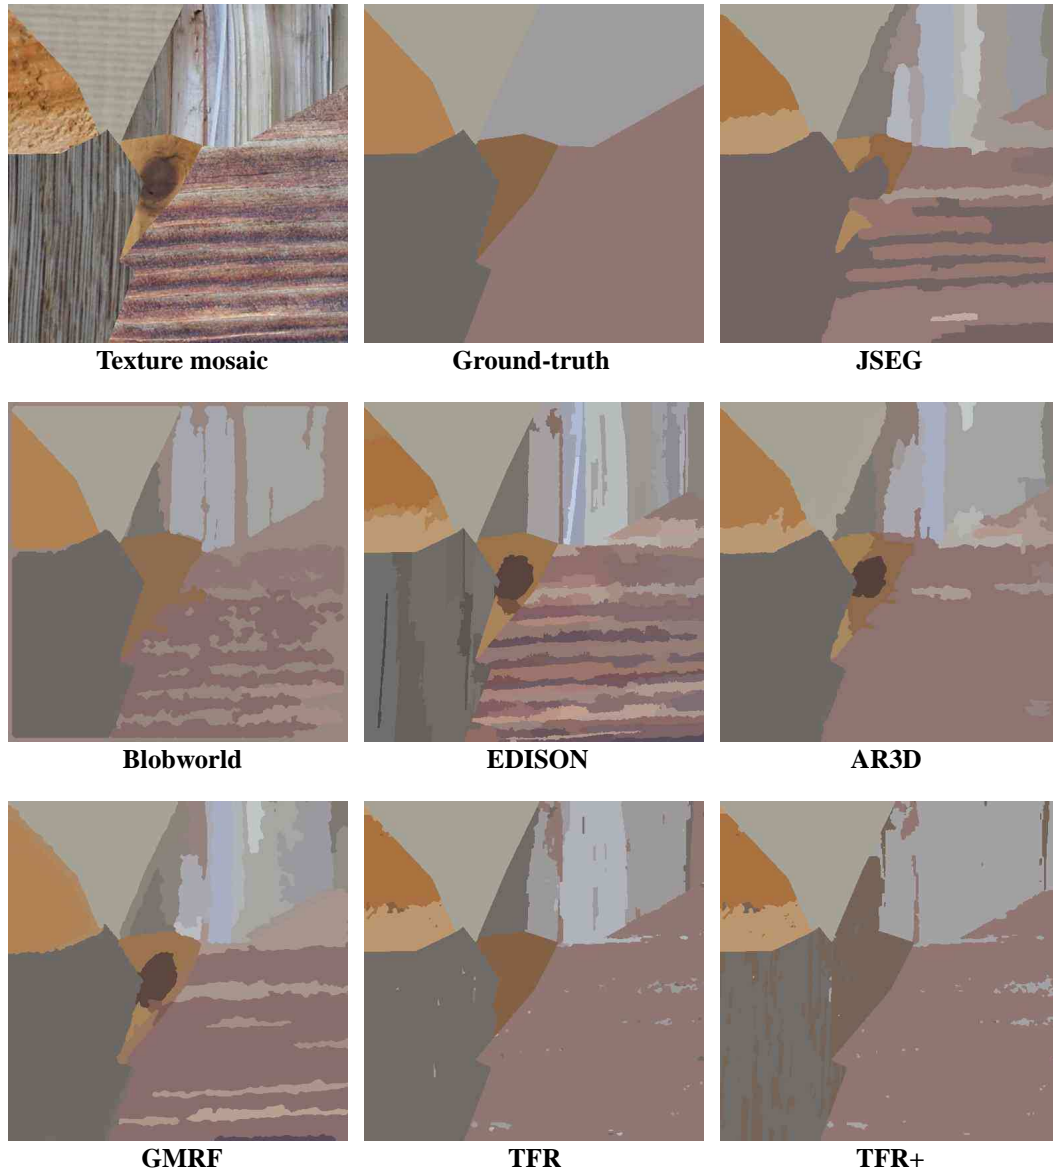 Texture mosaic
Ground-truth
JSEG
Blobworld
EDISON
AR3D
GMRF
TFR
TFR+